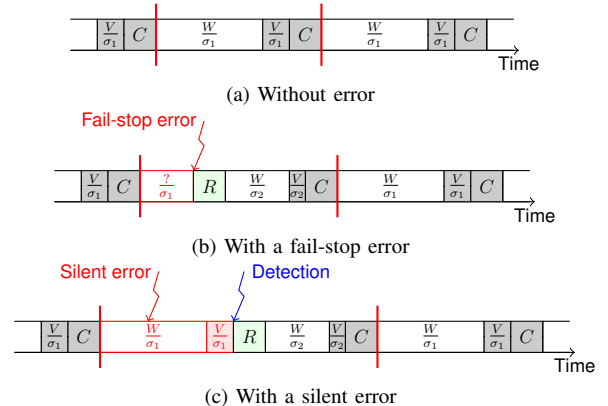 V/σ₁ C W/σ₁ V/σ₁ C W/σ₁ V/σ₁ C
Time
(a) Without error
Fail-stop error
V/σ₁ C ?/σ₁ R W/σ₂ V/σ₂ C W/σ₁ V/σ₁ C
Time
(b) With a fail-stop error
Silent error Detection
V/σ₁ C W/σ₁ V/σ₁ R W/σ₂ V/σ₂ C W/σ₁ V/σ₁ C
Time
(c) With a silent error